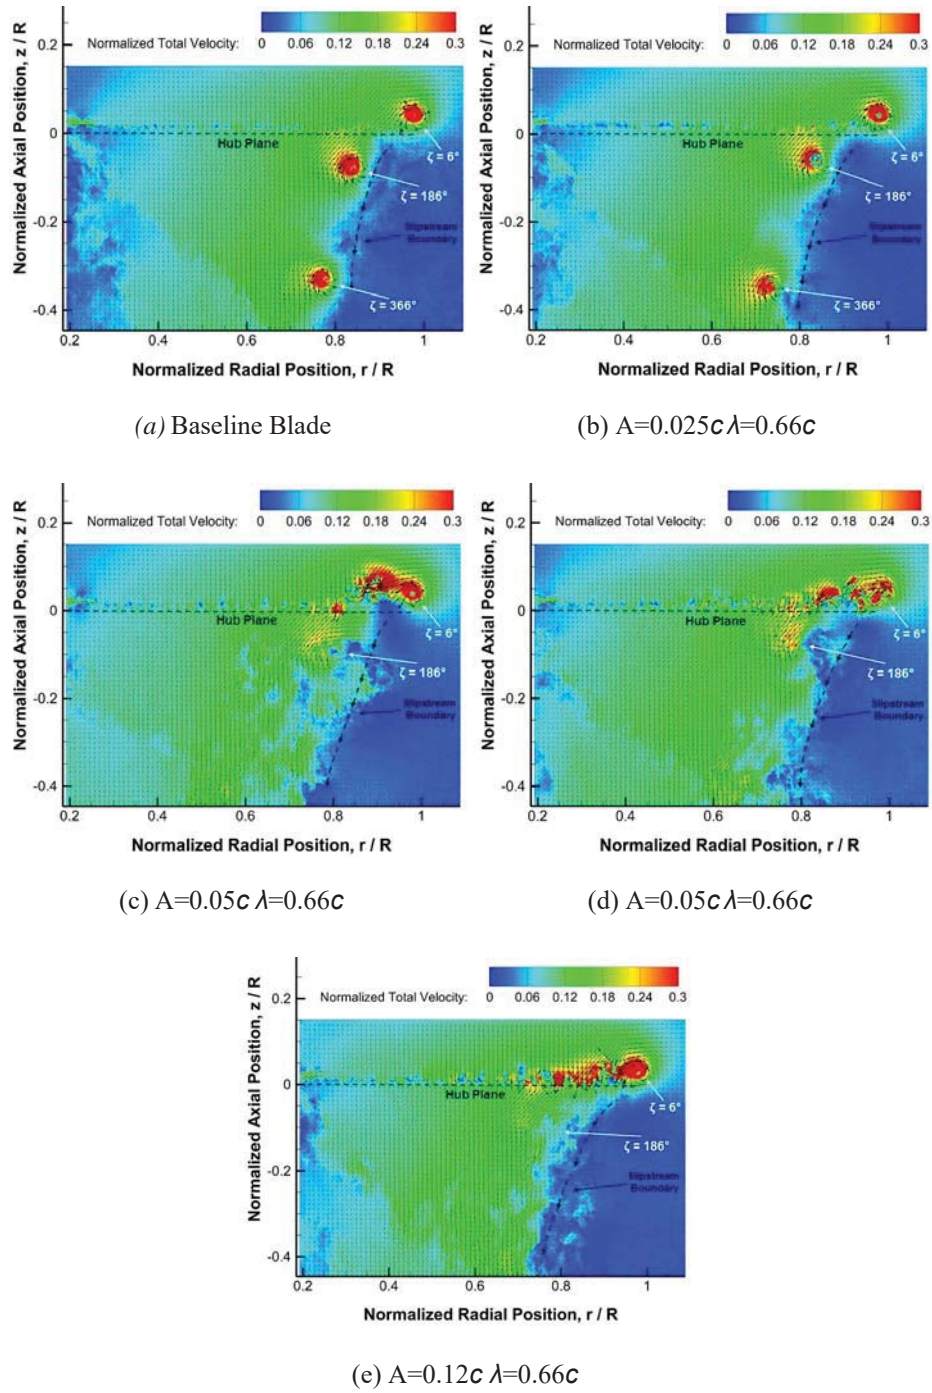 Normalized Total Velocity: 0 0.06 0.12 0.18 0.24 0.3
Normalized Axial Position, z / R
0.2
0
-0.2
-0.4
Hub Plane
ζ = 6°
ζ = 186°
Slipstream
Boundary
ζ = 366°
0.2 0.4 0.6 0.8 1
Normalized Radial Position, r / R
(a) Baseline Blade
Normalized Total Velocity: 0 0.06 0.12 0.18 0.24 0.3
Normalized Axial Position, z / R
0.2
0
-0.2
-0.4
Hub Plane
ζ = 6°
ζ = 186°
Slipstream
Boundary
ζ = 366°
0.2 0.4 0.6 0.8 1
Normalized Radial Position, r / R
(b) A=0.025c λ=0.66c
Normalized Total Velocity: 0 0.06 0.12 0.18 0.24 0.3
Normalized Axial Position, z / R
0.2
0
-0.2
-0.4
Hub Plane
ζ = 6°
ζ = 186°
Slipstream
Boundary
0.2 0.4 0.6 0.8 1
Normalized Radial Position, r / R
(c) A=0.05c λ=0.66c
Normalized Total Velocity: 0 0.06 0.12 0.18 0.24 0.3
Normalized Axial Position, z / R
0.2
0
-0.2
-0.4
Hub Plane
ζ = 6°
ζ = 186°
Slipstream
Boundary
0.2 0.4 0.6 0.8 1
Normalized Radial Position, r / R
(d) A=0.05c λ=0.66c
Normalized Total Velocity: 0 0.06 0.12 0.18 0.24 0.3
Normalized Axial Position, z / R
0.2
0
-0.2
-0.4
Hub Plane
ζ = 6°
ζ = 186°
Slipstream
Boundary
0.2 0.4 0.6 0.8 1
Normalized Radial Position, r / R
(e) A=0.12c λ=0.66c